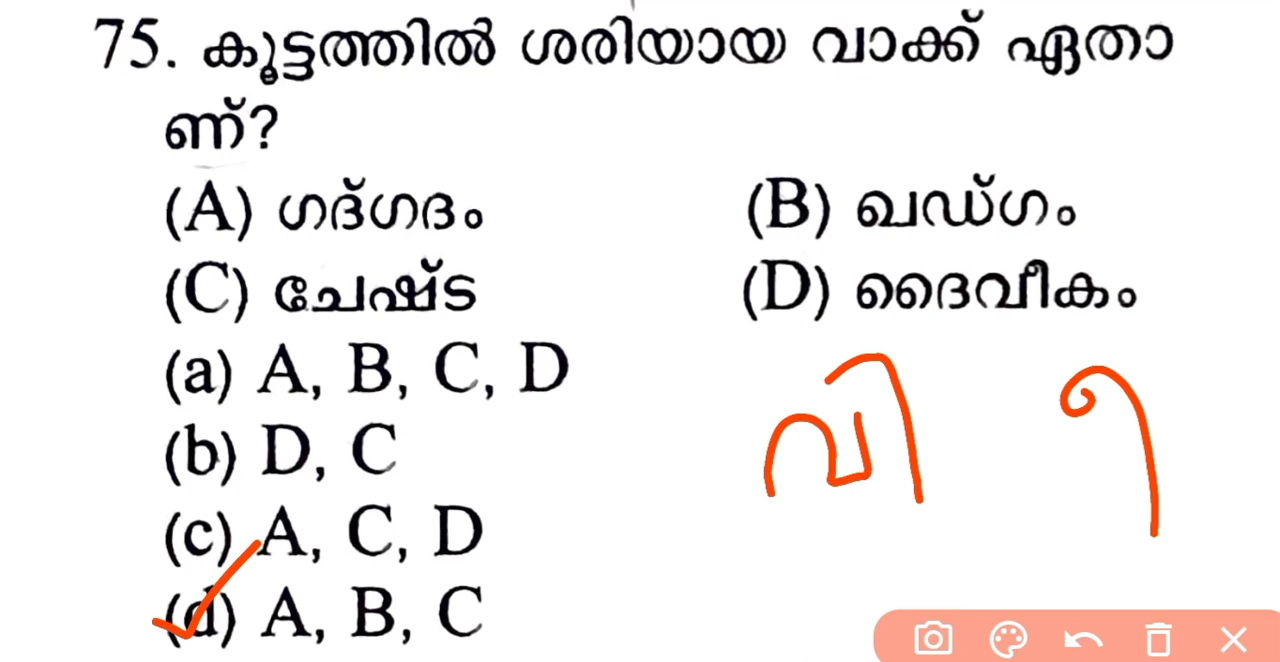 75. കൂട്ടത്തിൽ ശരിയായ വാക്ക് ഏതാ
ണ്?
(A) ഗദ്ഗദം (B) ഖഡ്ഗം
(C) ചേഷ്ട (D) ദൈവീകം
(a) A, B, C, D
(b) D, C
(c) A, C, D
(d) A, B, C
വി ീ